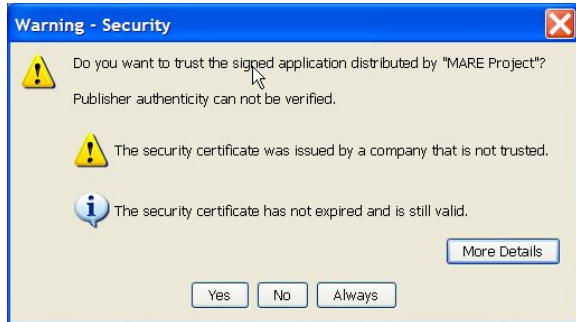 Warning - Security
Do you want to trust the signed application distributed by "MARE Project"?
Publisher authenticity can not be verified.
The security certificate was issued by a company that is not trusted.
The security certificate has not expired and is still valid.
More Details
Yes No Always